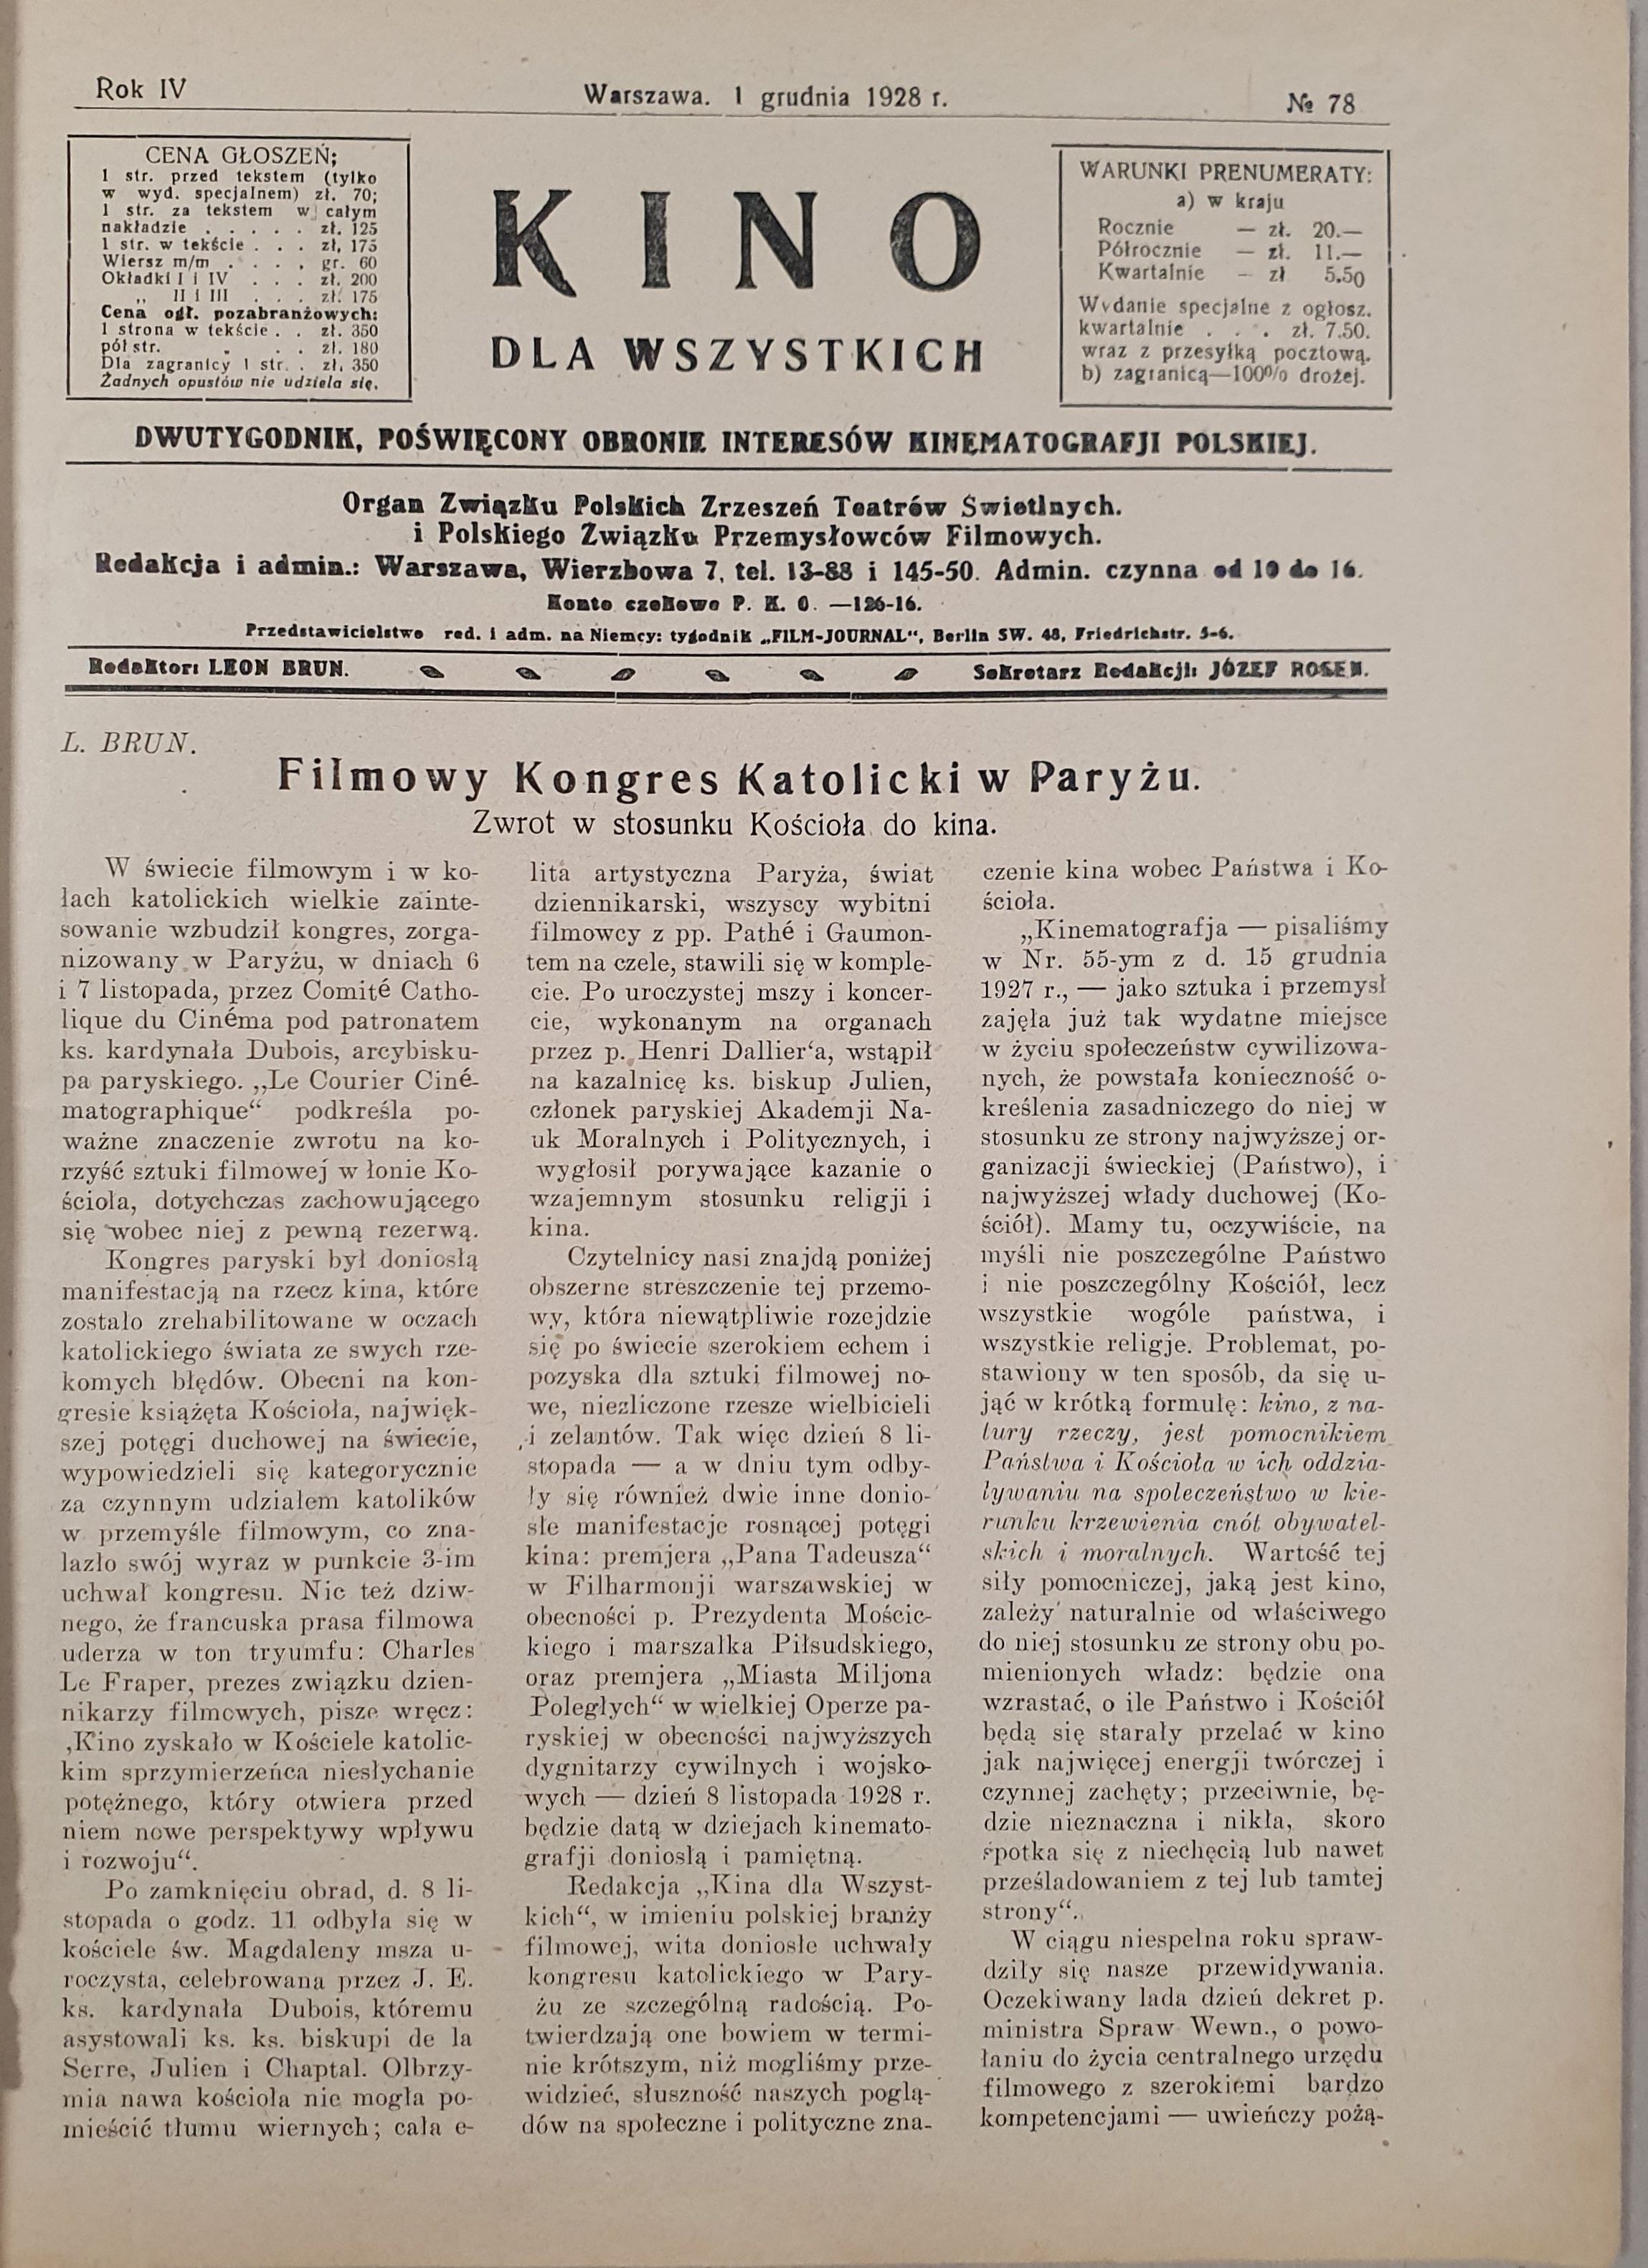 Rok IV
Warszawa. 1 grudnia 1928 r.
№ 78
CENA GŁOSZEŃ;
1 str. przed tekstem (tylko
w wyd. specjalnem) zł. 70;
1 str. za tekstem w całym
nakładzie . . . . . zł. 125
1 str. w tekście . . . zł. 175
Wiersz m/m . . . . gr. 60
Okładki I i IV . . . zł. 200
„ II i III . . . zł. 175
Cena ogł. pozabranżowych:
1 strona w tekście . . zł. 350
pół str. „ . . zł. 180
Dla zagranicy 1 str. . zł. 350
Żadnych opustów nie udziela się.
KINO
DLA WSZYSTKICH
WARUNKI PRENUMERATY:
a) w kraju
Rocznie — zł. 20.—
Półrocznie — zł. 11.—
Kwartalnie — zł 5.50
Wydanie specjalne z ogłosz.
kwartalnie . . . zł. 7.50.
wraz z przesyłką pocztową.
b) zagranicą—100% drożej.
DWUTYGODNIK, POŚWIĘCONY OBRONIE INTERESÓW KINEMATOGRAFJI POLSKIEJ.
Organ Związku Polskich Zrzeszeń Teatrów Swietlnych.
i Polskiego Związku Przemysłowców Filmowych.
Redakcja i admin.: Warszawa, Wierzbowa 7, tel. 13-88 i 145-50. Admin. czynna od 10 do 16.
Konto czekowe P. K. O. —126-16.
Przedstawicielstwo red. i adm. na Niemcy: tygodnik „FILM-JOURNAL“, Berlin SW. 48, Friedrichstr. 5-6.
Redaktor: LEON BRUN.
Sekretarz Redakcji: JÓZEF ROSEN.
L. BRUN.
Filmowy Kongres Katolicki w Paryżu.
Zwrot w stosunku Kościoła do kina.
W świecie filmowym i w ko-
łach katolickich wielkie zainte-
sowanie wzbudził kongres, zorga-
nizowany w Paryżu, w dniach 6
i 7 listopada, przez Comité Catho-
lique du Cinéma pod patronatem
ks. kardynała Dubois, arcybisku-
pa paryskiego. „Le Courier Ciné-
matographique“ podkreśla po-
ważne znaczenie zwrotu na ko-
rzyść sztuki filmowej w łonie Ko-
ścioła, dotychczas zachowującego
się wobec niej z pewną rezerwą.
Kongres paryski był doniosłą
manifestacją na rzecz kina, które
zostało zrehabilitowane w oczach
katolickiego świata ze swych rze-
komych błędów. Obecni na kon-
gresie książęta Kościoła, najwięk-
szej potęgi duchowej na świecie,
wypowiedzieli się kategorycznie
za czynnym udziałem katolików
w przemyśle filmowym, co zna-
lazło swój wyraz w punkcie 3-im
uchwał kongresu. Nic też dziw-
nego, że francuska prasa filmowa
uderza w ton tryumfu: Charles
Le Fraper, prezes związku dzien-
nikarzy filmowych, pisze wręcz:
„Kino zyskało w Kościele katolic-
kim sprzymierzeńca niesłychanie
potężnego, który otwiera przed
niem nowe perspektywy wpływu
i rozwoju“.
Po zamknięciu obrad, d. 8 li-
stopada o godz. 11 odbyła się w
kościele św. Magdaleny msza u-
roczysta, celebrowana przez J. E.
ks. kardynała Dubois, któremu
asystowali ks. ks. biskupi de la
Serre, Julien i Chaptal. Olbrzy-
mia nawa kościoła nie mogła po-
mieścić tłumu wiernych; cała e-
lita artystyczna Paryża, świat
dziennikarski, wszyscy wybitni
filmowcy z pp. Pathé i Gaumon-
tem na czele, stawili się w komple-
cie. Po uroczystej mszy i koncer-
cie, wykonanym na organach
przez p. Henri Dallier‘a, wstąpił
na kazalnicę ks. biskup Julien,
członek paryskiej Akademji Na-
uk Moralnych i Politycznych, i
wygłosił porywające kazanie o
wzajemnym stosunku religji i
kina.
Czytelnicy nasi znajdą poniżej
obszerne streszczenie tej przemo-
wy, która niewątpliwie rozejdzie
się po świecie szerokiem echem i
pozyska dla sztuki filmowej no-
we, niezliczone rzesze wielbicieli
i zelantów. Tak więc dzień 8 li-
stopada — a w dniu tym odby-
ły się również dwie inne donio-
słe manifestacje rosnącej potęgi
kina: premjera „Pana Tadeusza“
w Filharmonji warszawskiej w
obecności p. Prezydenta Mościc-
kiego i marszałka Piłsudskiego,
oraz premjera „Miasta Miljona
Poległych“ w wielkiej Operze pa-
ryskiej w obecności najwyższych
dygnitarzy cywilnych i wojsko-
wych — dzień 8 listopada 1928 r.
będzie datą w dziejach kinemato-
grafji doniosłą i pamiętną.
Redakcja „Kina dla Wszyst-
kich“, w imieniu polskiej branży
filmowej, wita doniosłe uchwały
kongresu katolickiego w Pary-
żu ze szczególną radością. Po-
twierdzają one bowiem w termi-
nie krótszym, niż mogliśmy prze-
widzieć, słuszność naszych poglą-
dów na społeczne i polityczne zna-
czenie kina wobec Państwa i Ko-
ścioła.
„Kinematografja — pisaliśmy
w Nr. 55-ym z d. 15 grudnia
1927 r., — jako sztuka i przemysł
zajęła już tak wydatne miejsce
w życiu społeczeństw cywilizowa-
nych, że powstała konieczność o-
kreślenia zasadniczego do niej w
stosunku ze strony najwyższej or-
ganizacji świeckiej (Państwo), i
najwyższej włady duchowej (Ko-
ściół). Mamy tu, oczywiście, na
myśli nie poszczególne Państwo
i nie poszczególny Kościół, lecz
wszystkie wogóle państwa, i
wszystkie religje. Problemat, po-
stawiony w ten sposób, da się u-
jąć w krótką formułę: kino, z na-
tury rzeczy, jest pomocnikiem
Państwa i Kościoła w ich oddzia-
ływaniu na społeczeństwo w kie-
runku krzewienia cnót obywatel-
skich i moralnych. Wartość tej
siły pomocniczej, jaką jest kino,
zależy naturalnie od właściwego
do niej stosunku ze strony obu po-
mienionych władz: będzie ona
wzrastać, o ile Państwo i Kościół
będą się starały przelać w kino
jak najwięcej energji twórczej i
czynnej zachęty; przeciwnie, bę-
dzie nieznaczna i nikła, skoro
spotka się z niechęcią lub nawet
prześladowaniem z tej lub tamtej
strony“.
W ciągu niespełna roku spraw-
dziły się nasze przewidywania.
Oczekiwany lada dzień dekret p.
ministra Spraw Wewn., o powo-
łaniu do życia centralnego urzędu
filmowego z szerokiemi bardzo
kompetencjami — uwieńczy pożą-